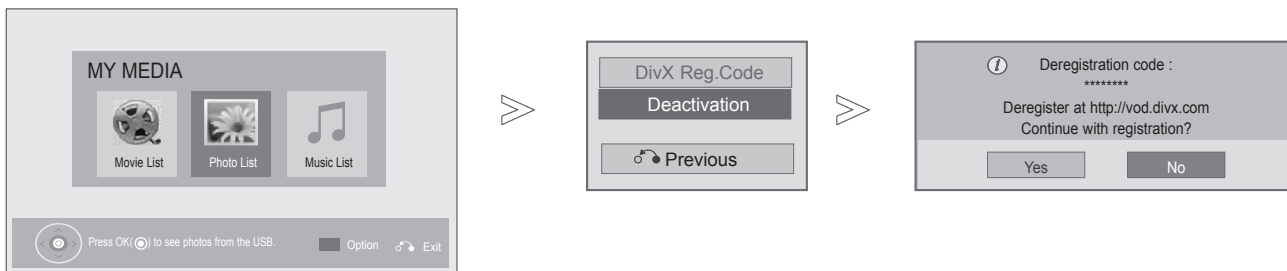 MY MEDIA
Movie List
Photo List
Music List
Press OK(◉) to see photos from the USB.
Option
Exit
DivX Reg.Code
Deactivation
Previous
i
Deregistration code :
********
Deregister at http://vod.divx.com
Continue with registration?
Yes
No